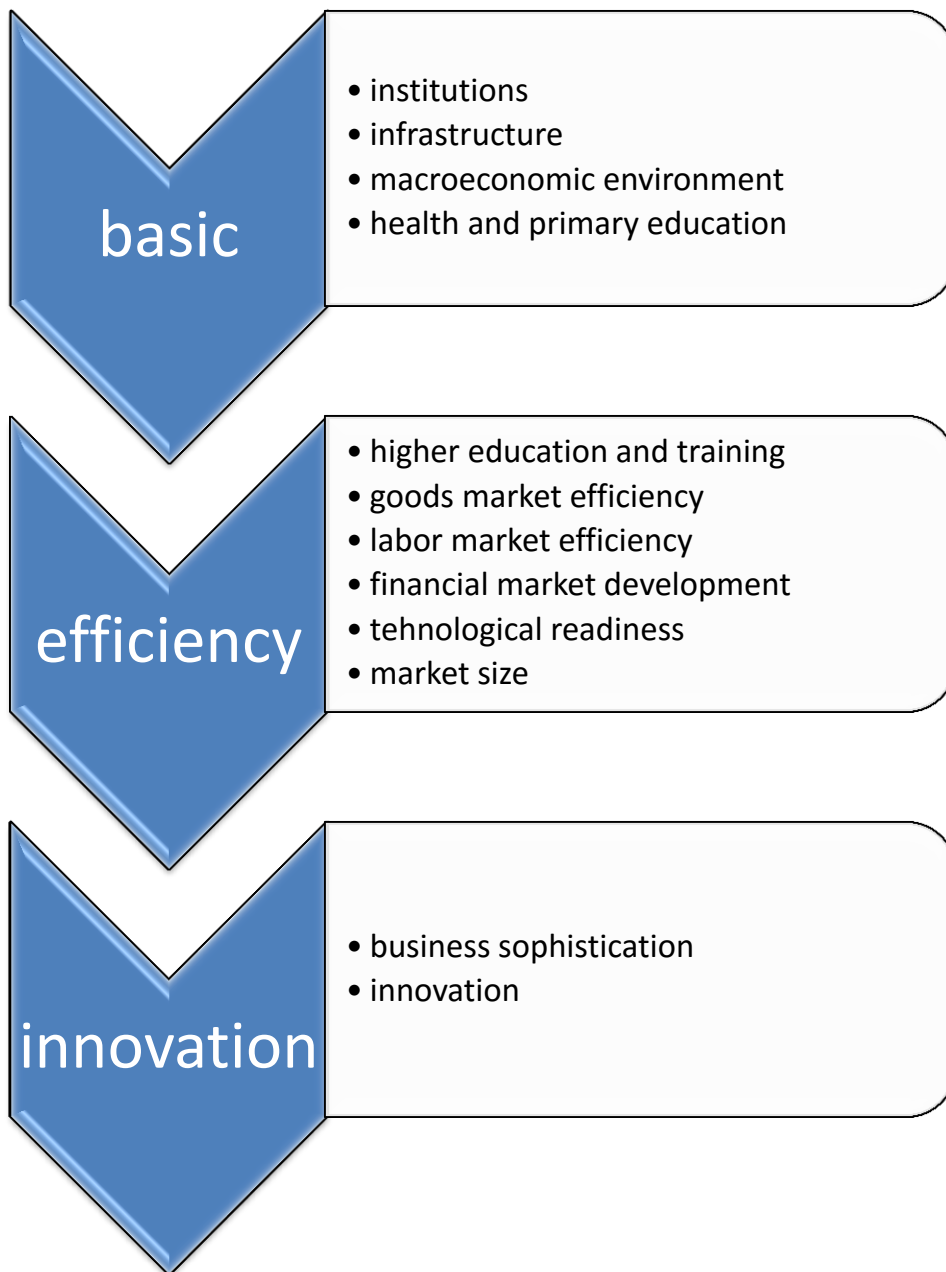 basic
• institutions
• infrastructure
• macroeconomic environment
• health and primary education
efficiency
• higher education and training
• goods market efficiency
• labor market efficiency
• financial market development
• tehnological readiness
• market size
innovation
• business sophistication
• innovation